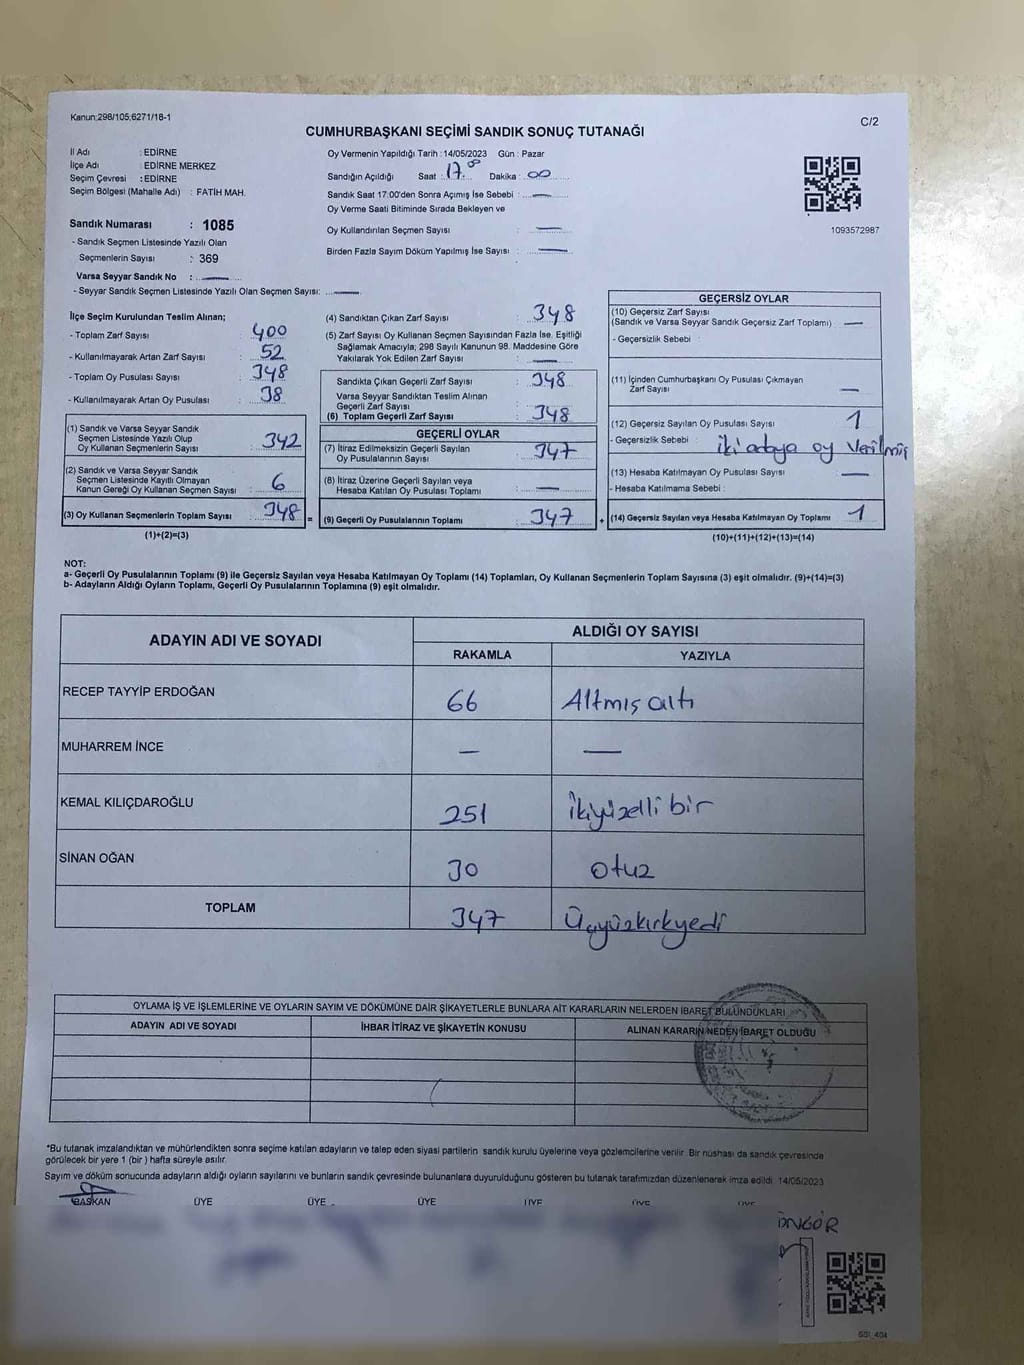 Kanun:298/105;6271/18-1
C/2
CUMHURBAŞKANI SEÇİMİ SANDIK SONUÇ TUTANAĞI
İl Adı : EDİRNE
İlçe Adı : EDİRNE MERKEZ
Seçim Çevresi : EDİRNE
Seçim Bölgesi (Mahalle Adı) : FATİH MAH.
Sandık Numarası : 1085
- Sandık Seçmen Listesinde Yazılı Olan
Seçmenlerin Sayısı : 369
Varsa Seyyar Sandık No : —
- Seyyar Sandık Seçmen Listesinde Yazılı Olan Seçmen Sayısı: —
Oy Vermenin Yapıldığı Tarih : 14/05/2023 Gün : Pazar
Sandığın Açıldığı Saat : 17.00 Dakika : 00
Sandık Saat 17:00'den Sonra Açımış İse Sebebi : —
Oy Verme Saati Bitiminde Sırada Bekleyen ve
Oy Kullandırılan Seçmen Sayısı : —
Birden Fazla Sayım Döküm Yapılmış İse Sayısı : —
1093572987
İlçe Seçim Kurulundan Teslim Alınan;
- Toplam Zarf Sayısı : 400
- Kullanılmayarak Artan Zarf Sayısı : 52
- Toplam Oy Pusulası Sayısı : 348
- Kullanılmayarak Artan Oy Pusulası : 38
(1) Sandık ve Varsa Seyyar Sandık
Seçmen Listesinde Yazılı Olup
Oy Kullanan Seçmenlerin Sayısı : 342
(2) Sandık ve Varsa Seyyar Sandık
Seçmen Listesinde Kayıtlı Olmayan
Kanun Gereği Oy Kullanan Seçmen Sayısı : 6
(3) Oy Kullanan Seçmenlerin Toplam Sayısı : 348 =
(1)+(2)=(3)
(4) Sandıktan Çıkan Zarf Sayısı : 348
(5) Zarf Sayısı Oy Kullanan Seçmen Sayısından Fazla İse, Eşitliği
Sağlamak Amacıyla; 298 Sayılı Kanunun 98. Maddesine Göre
Yakılarak Yok Edilen Zarf Sayısı : —
Sandıkta Çıkan Geçerli Zarf Sayısı : 348
Varsa Seyyar Sandıktan Teslim Alınan
Geçerli Zarf Sayısı :
(6) Toplam Geçerli Zarf Sayısı : 348
GEÇERLİ OYLAR
(7) İtiraz Edilmeksizin Geçerli Sayılan
Oy Pusulalarının Sayısı : 347
(8) İtiraz Üzerine Geçerli Sayılan veya
Hesaba Katılan Oy Pusulası Toplamı : —
(9) Geçerli Oy Pusulalarının Toplamı : 347 +
GEÇERSİZ OYLAR
(10) Geçersiz Zarf Sayısı
(Sandık ve Varsa Seyyar Sandık Geçersiz Zarf Toplamı) : —
- Geçersizlik Sebebi :
(11) İçinden Cumhurbaşkanı Oy Pusulası Çıkmayan
Zarf Sayısı : —
(12) Geçersiz Sayılan Oy Pusulası Sayısı : 1
- Geçersizlik Sebebi : iki adaya oy verilmiş
(13) Hesaba Katılmayan Oy Pusulası Sayısı : —
- Hesaba Katılmama Sebebi :
(14) Geçersiz Sayılan veya Hesaba Katılmayan Oy Toplamı : 1
(10)+(11)+(12)+(13)=(14)
NOT:
a- Geçerli Oy Pusulalarının Toplamı (9) ile Geçersiz Sayılan veya Hesaba Katılmayan Oy Toplamı (14) Toplamları, Oy Kullanan Seçmenlerin Toplam Sayısına (3) eşit olmalıdır. (9)+(14)=(3)
b- Adayların Aldığı Oyların Toplamı, Geçerli Oy Pusulalarının Toplamına (9) eşit olmalıdır.
ADAYIN ADI VE SOYADI ALDIĞI OY SAYISI
RAKAMLA YAZIYLA
RECEP TAYYİP ERDOĞAN 66 Altmış altı
MUHARREM İNCE — —
KEMAL KILIÇDAROĞLU 251 İkiyüzelli bir
SİNAN OĞAN 30 otuz
TOPLAM 347 Üçyüzkırkyedi
OYLAMA İŞ VE İŞLEMLERİNE VE OYLARIN SAYIM VE DÖKÜMÜNE DAİR ŞİKAYETLERLE BUNLARA AİT KARARLARIN NELERDEN İBARET BULUNDUKLARI
ADAYIN ADI VE SOYADI İHBAR İTİRAZ VE ŞİKAYETİN KONUSU ALINAN KARARIN NEDEN İBARET OLDUĞU
*Bu tutanak imzalandıktan ve mühürlendikten sonra seçime katılan adayların ve talep eden siyasi partilerin sandık kurulu üyelerine veya gözlemcilerine verilir. Bir nüshası da sandık çevresinde
görülecek bir yere 1 (bir) hafta süreyle asılır.
Sayım ve döküm sonucunda adayların aldığı oyların sayılarını ve bunların sandık çevresinde bulunanlara duyurulduğunu gösteren bu tutanak tarafımızdan düzenlenerek imza edildi. 14/05/2023
BAŞKAN ÜYE ÜYE ÜYE ÜYE ÜYE ÜYE